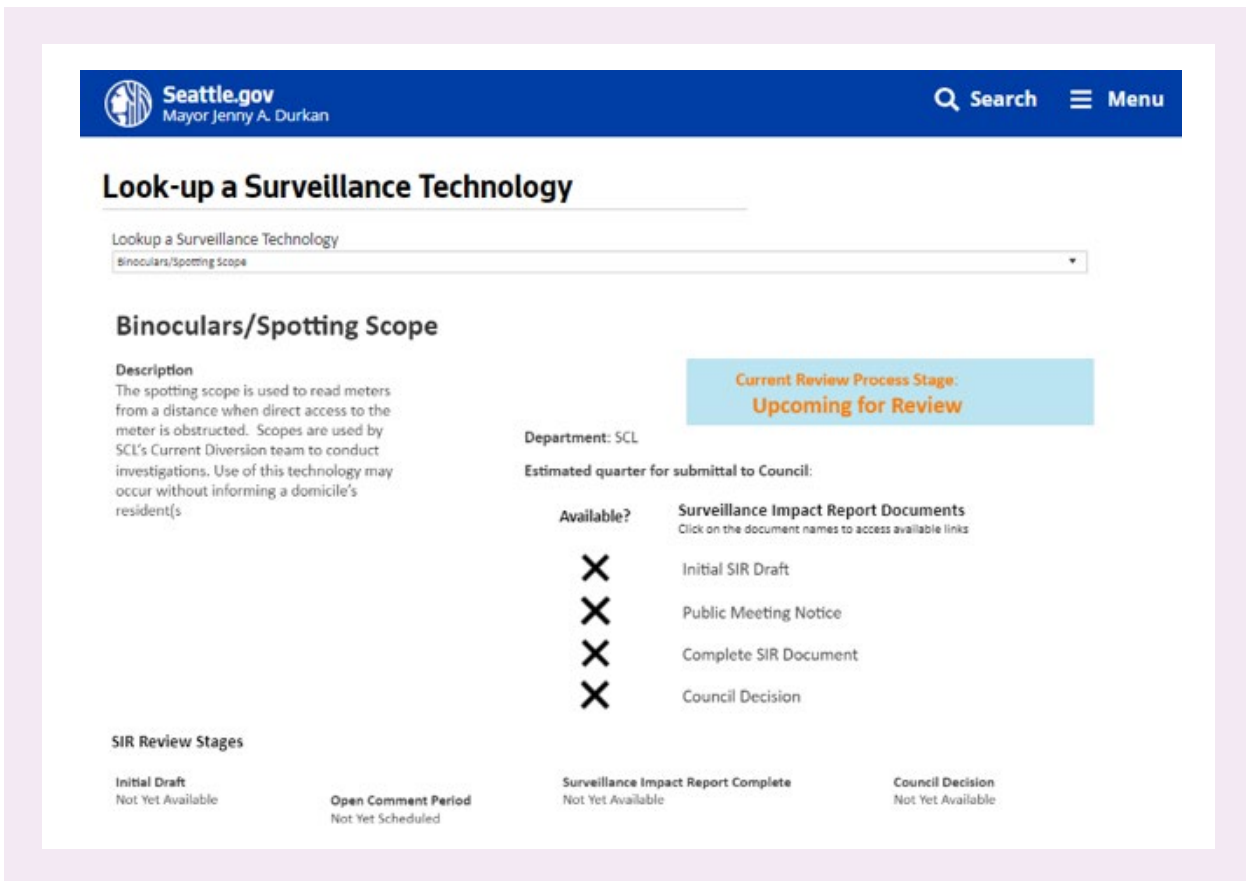 Seattle.gov
Mayor Jenny A. Durkan
Search
Menu
Look-up a Surveillance Technology
Lookup a Surveillance Technology
Binoculars/Spotting Scope
Binoculars/Spotting Scope
Description
The spotting scope is used to read meters
from a distance when direct access to the
meter is obstructed. Scopes are used by
SCL's Current Diversion team to conduct
investigations. Use of this technology may
occur without informing a domicile's
resident(s
Current Review Process Stage:
Upcoming for Review
Department: SCL
Estimated quarter for submittal to Council:
Available?
Surveillance Impact Report Documents
Click on the document names to access available links
Initial SIR Draft
Public Meeting Notice
Complete SIR Document
Council Decision
SIR Review Stages
Initial Draft
Not Yet Available
Open Comment Period
Not Yet Scheduled
Surveillance Impact Report Complete
Not Yet Available
Council Decision
Not Yet Available